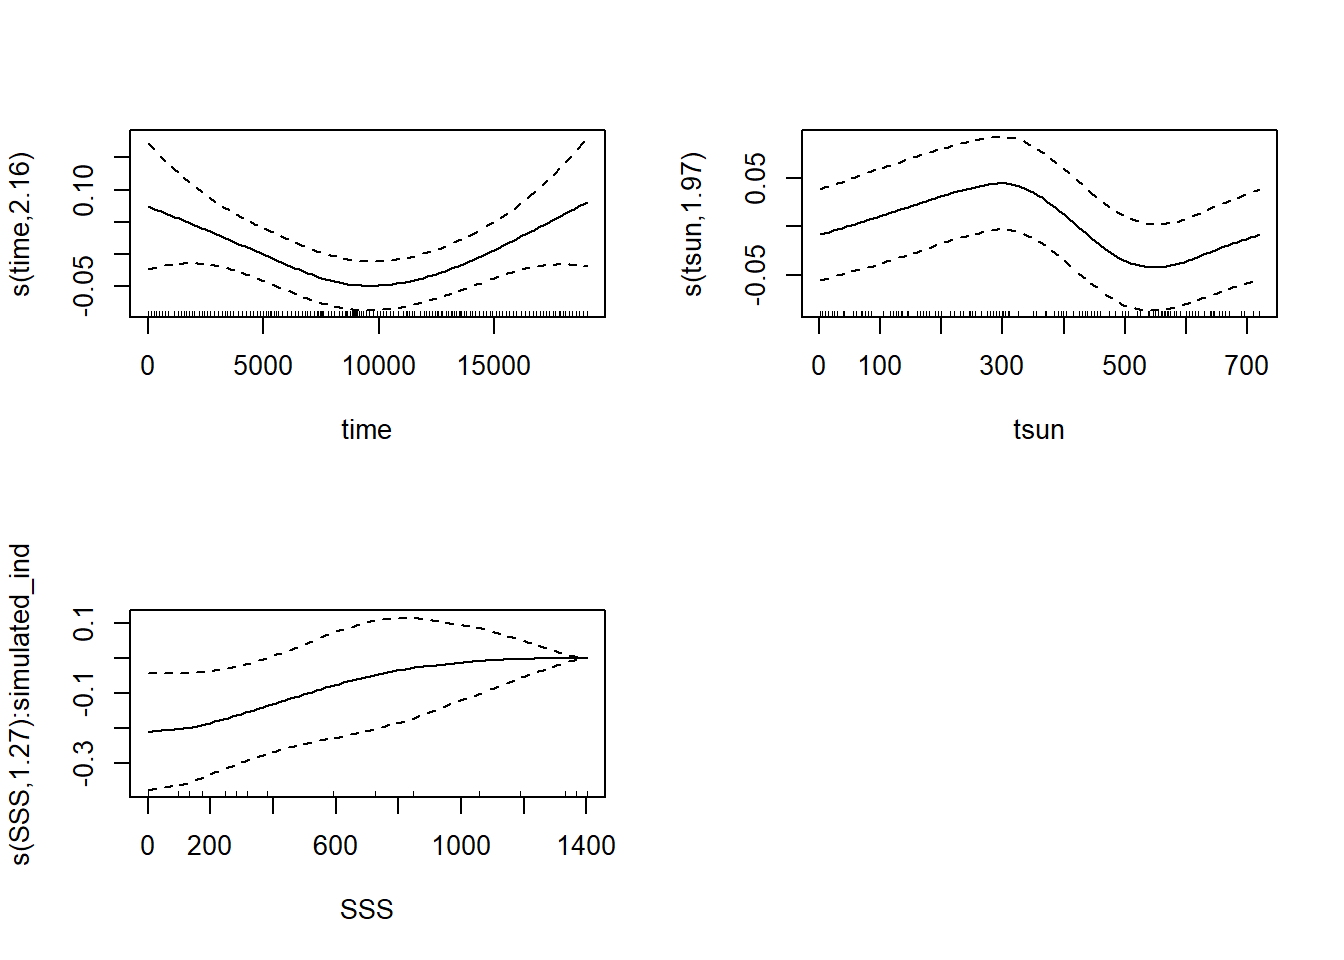 s(time,2.16)
0.10
-0.05
0 5000 10000 15000
time
s(tsun,1.97)
0.05
-0.05
0 100 300 500 700
tsun
s(SSS,1.27):simulated_ind
0.1
-0.1
-0.3
0 200 600 1000 1400
SSS